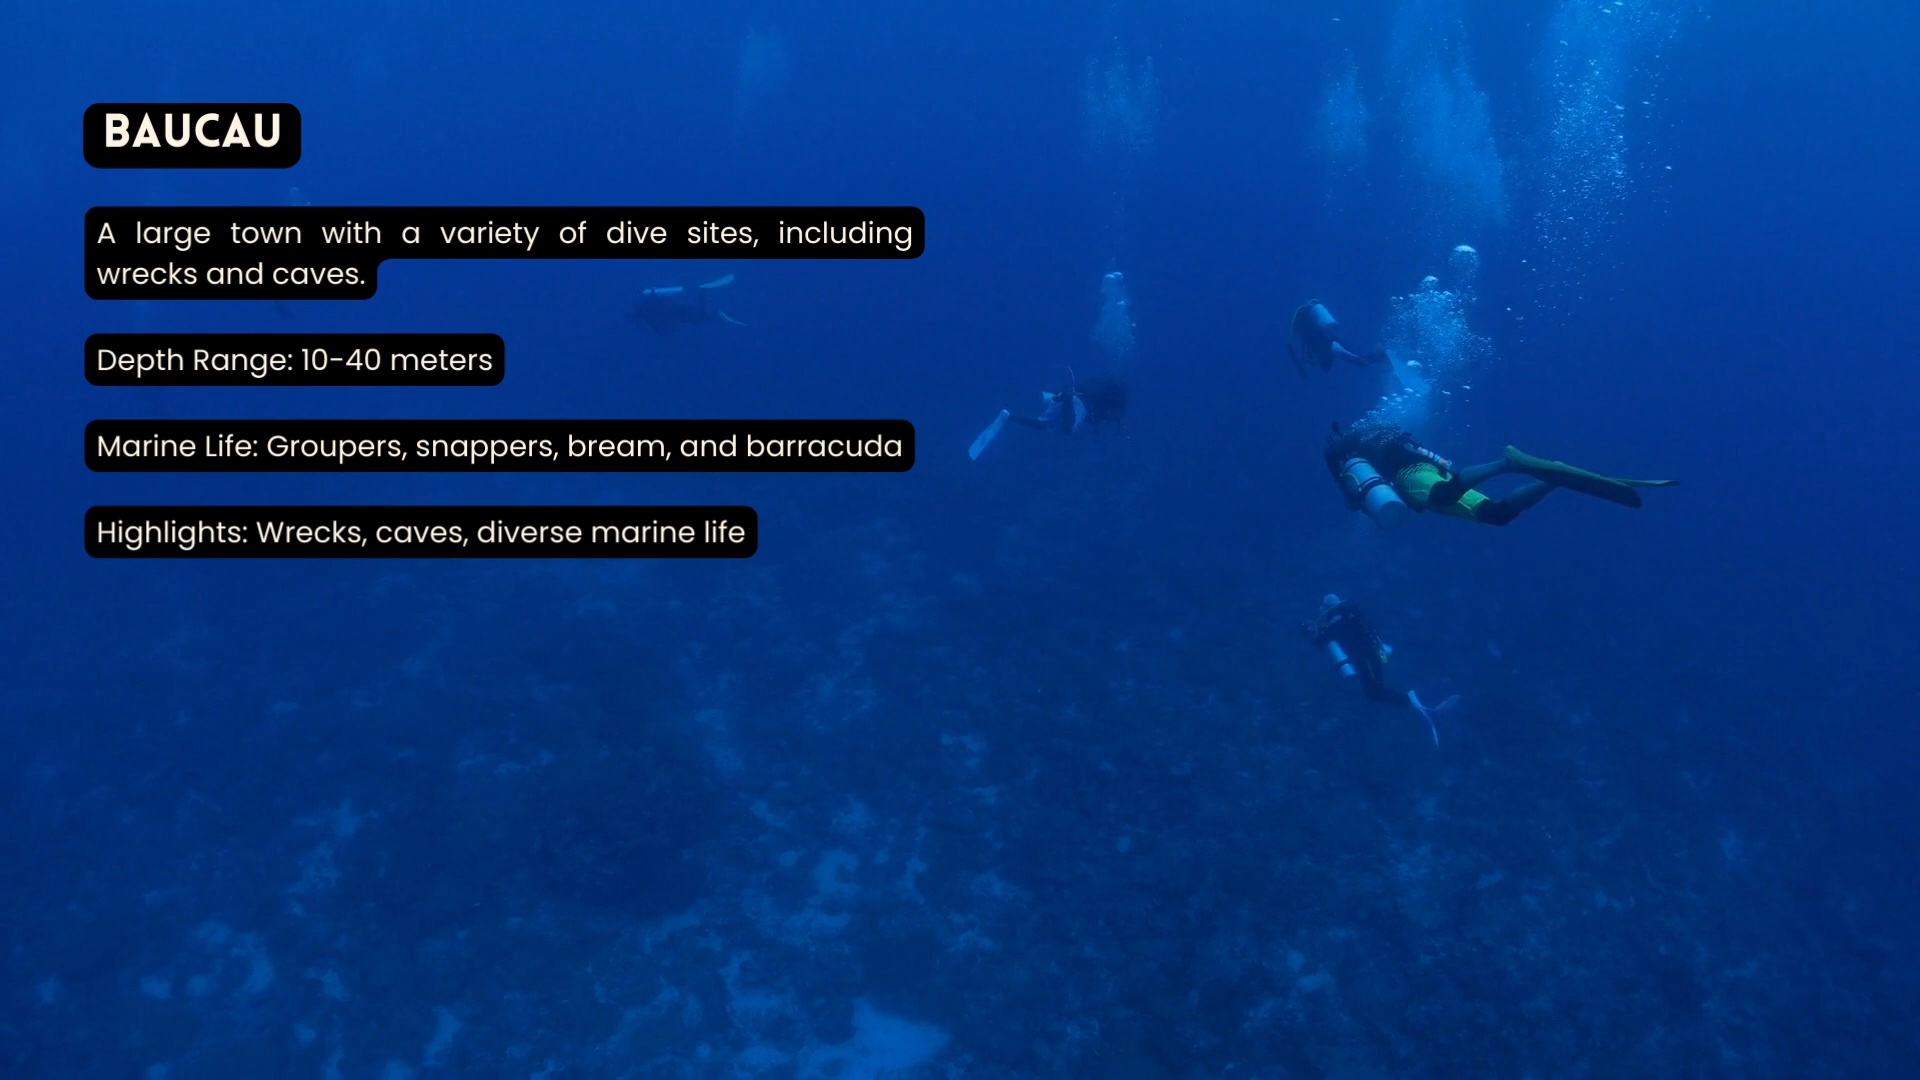 BAUCAU
A large town with a variety of dive sites, including
wrecks and caves.
Depth Range: 10-40 meters
Marine Life: Groupers, snappers, bream, and barracuda
Highlights: Wrecks, caves, diverse marine life